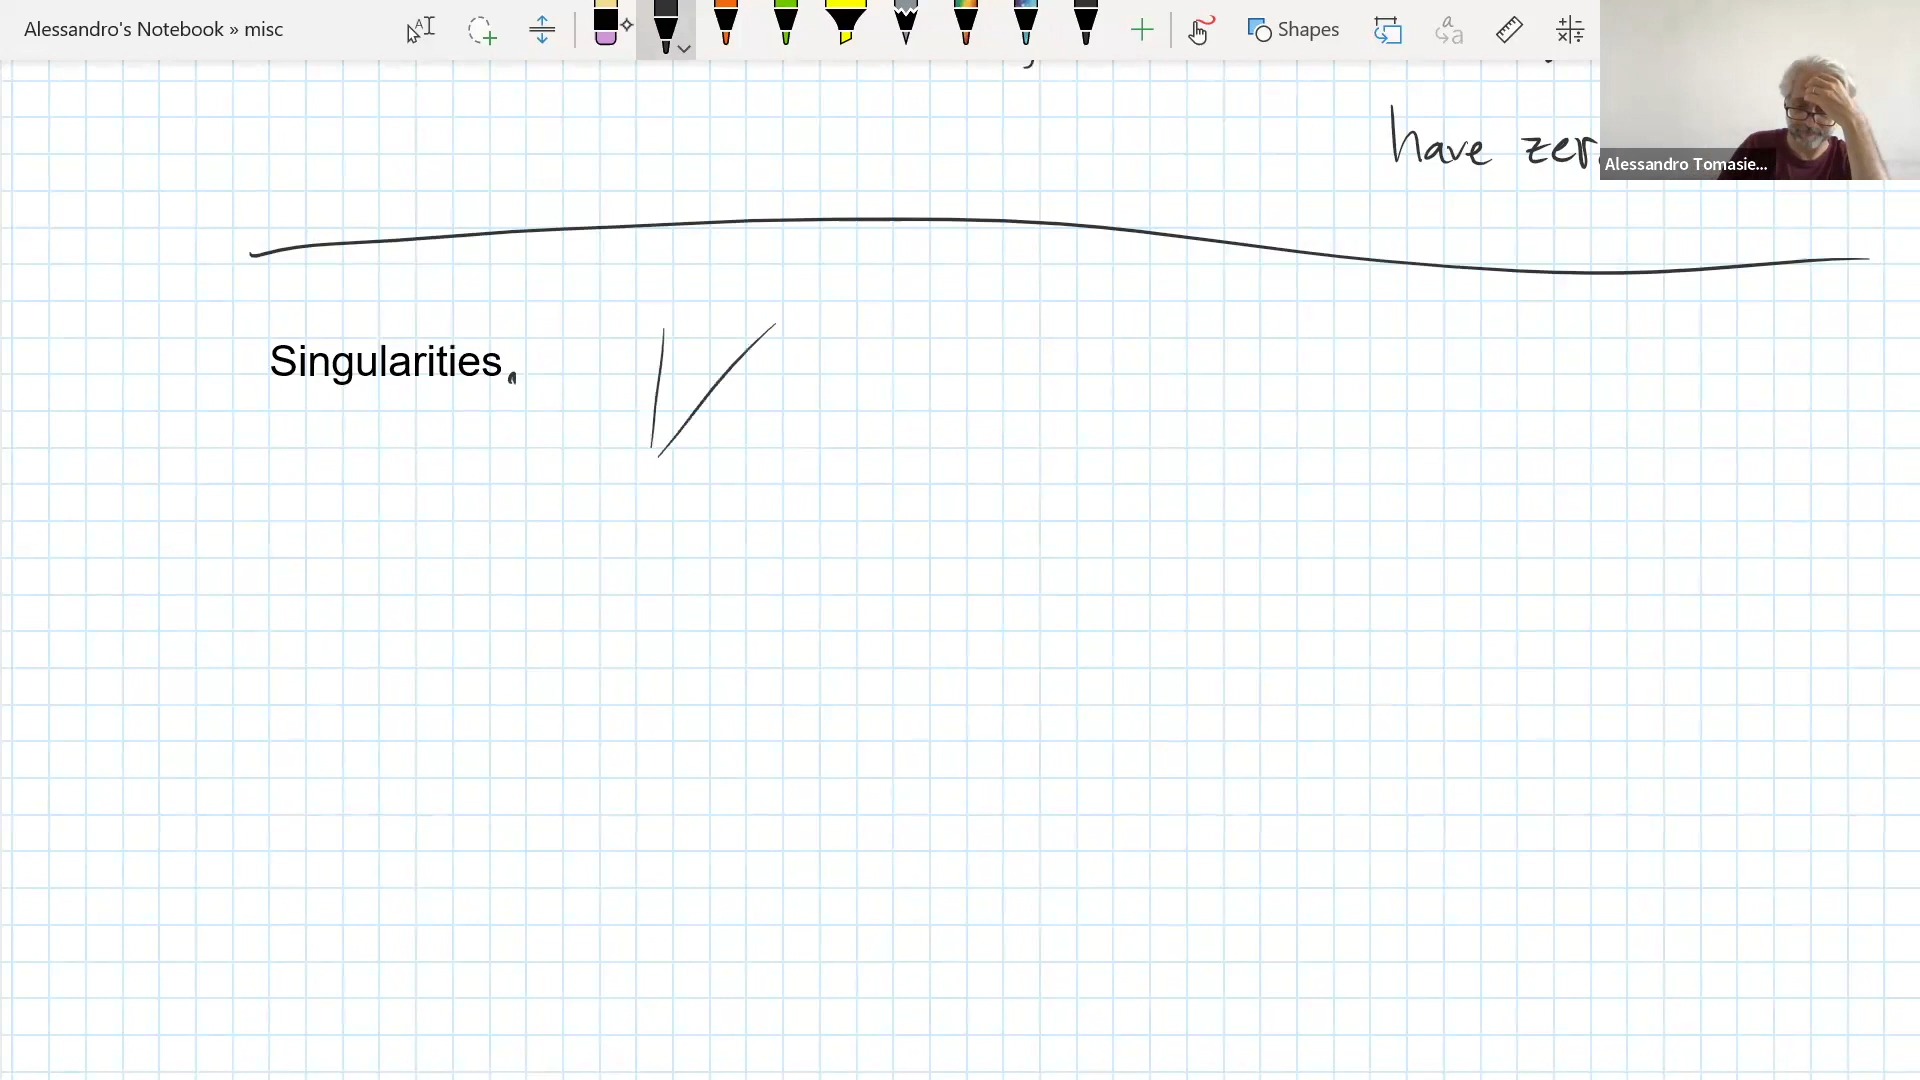 Alessandro's Notebook » misc
Shapes
have zer
Alessandro Tomasie...
Singularities.